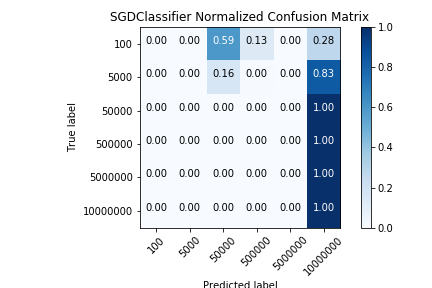 SGDClassifier Normalized Confusion Matrix
100 0.00 0.00 0.59 0.13 0.00 0.28
5000 0.00 0.00 0.16 0.00 0.00 0.83
50000 0.00 0.00 0.00 0.00 0.00 1.00
500000 0.00 0.00 0.00 0.00 0.00 1.00
5000000 0.00 0.00 0.00 0.00 0.00 1.00
10000000 0.00 0.00 0.00 0.00 0.00 1.00
True label
100 5000 50000 500000 5000000 10000000
Predicted label
1.0
0.8
0.6
0.4
0.2
0.0